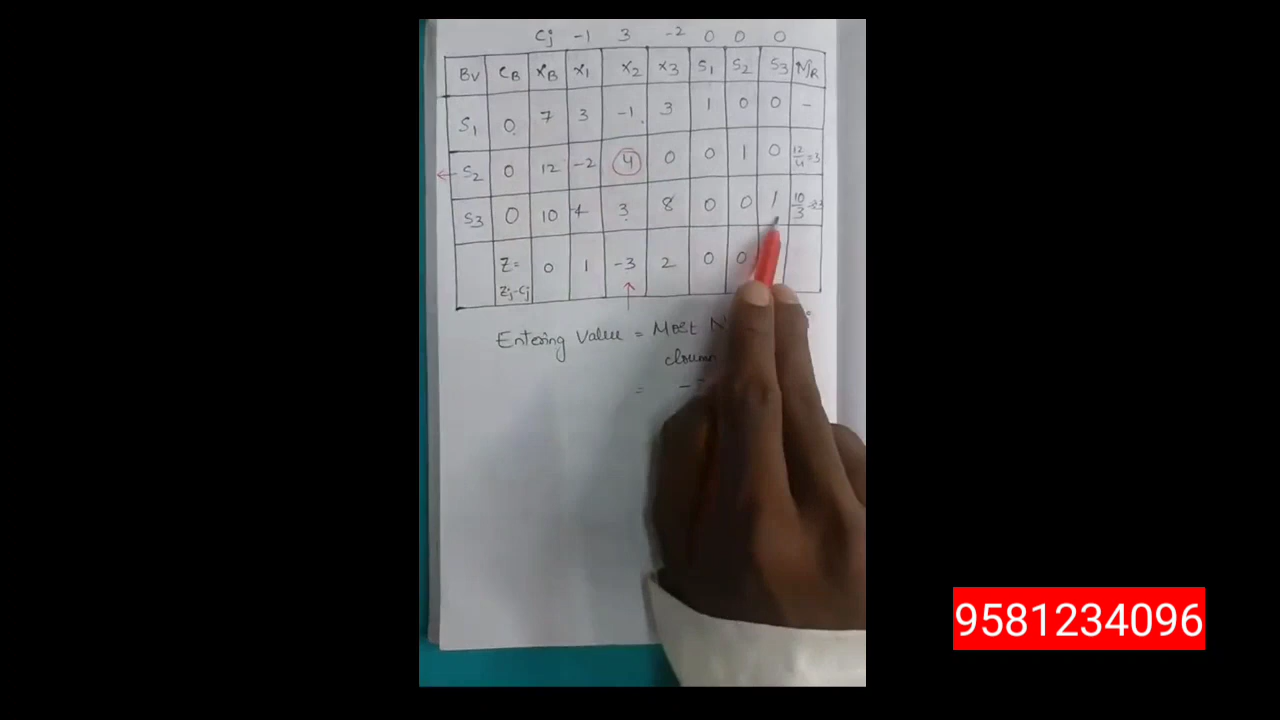 Cj -1 3 -2 0 0 0
BV CB XB X1 X2 X3 S1 S2 S3 MR
S1 0 7 3 -1 3 1 0 0 -
S2 0 12 -2 4 0 0 1 0 12/4=3
S3 0 10 4 3 8 0 0 1 10/3
Z= 0 1 -3 2 0 0
Zj-Cj
Entering Value = Most
=
9581234096